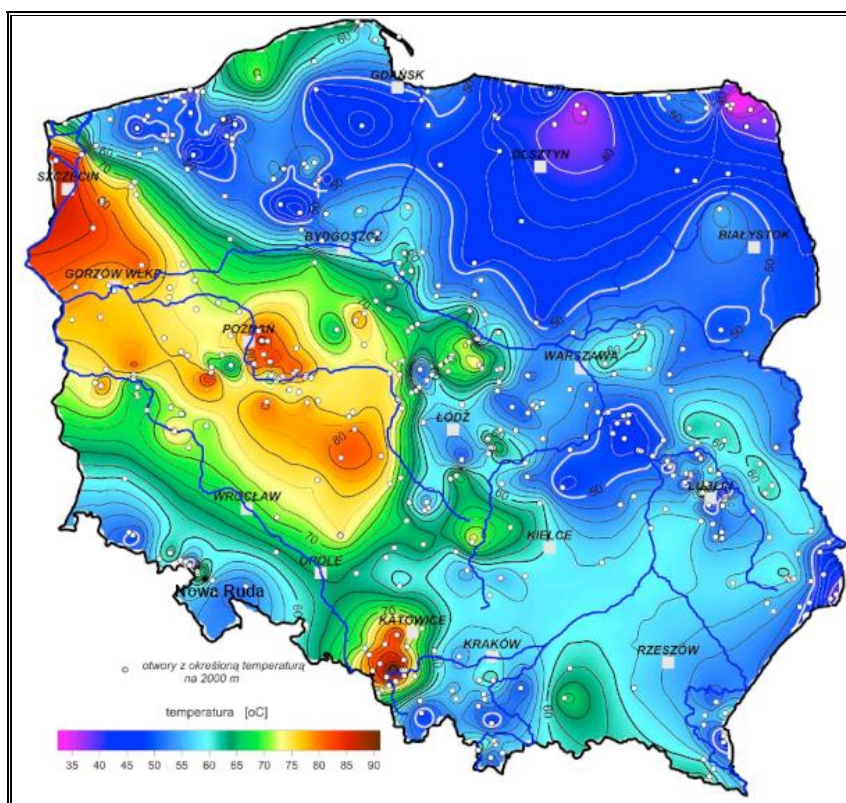 GDAŃSK
OLSZTYN
SZCZECIN
BYDGOSZCZ
BIAŁYSTOK
GORZÓW WLKP.
POZNAŃ
WARSZAWA
ŁÓDŹ
LUBLIN
WROCŁAW
KIELCE
OPOLE
Nowa Ruda
KATOWICE
KRAKÓW
RZESZÓW
otwory z określoną temperaturą
na 2000 m
temperatura [oC]
35 40 45 50 55 60 65 70 75 80 85 90